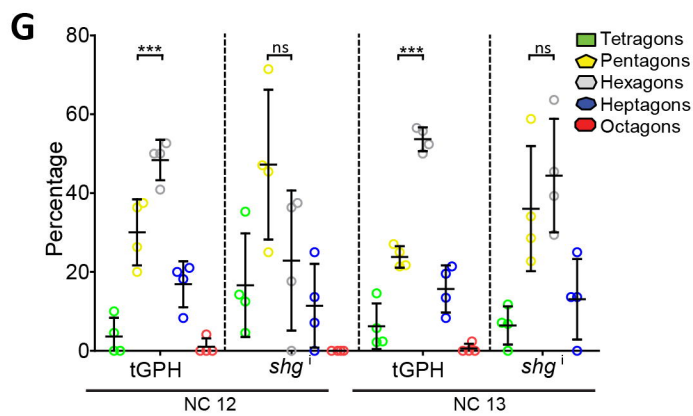 G
80
60
40
20
0
Percentage
***
ns
***
ns
Tetragons
Pentagons
Hexagons
Heptagons
Octagons
tGPH
shg i
tGPH
shg i
NC 12
NC 13